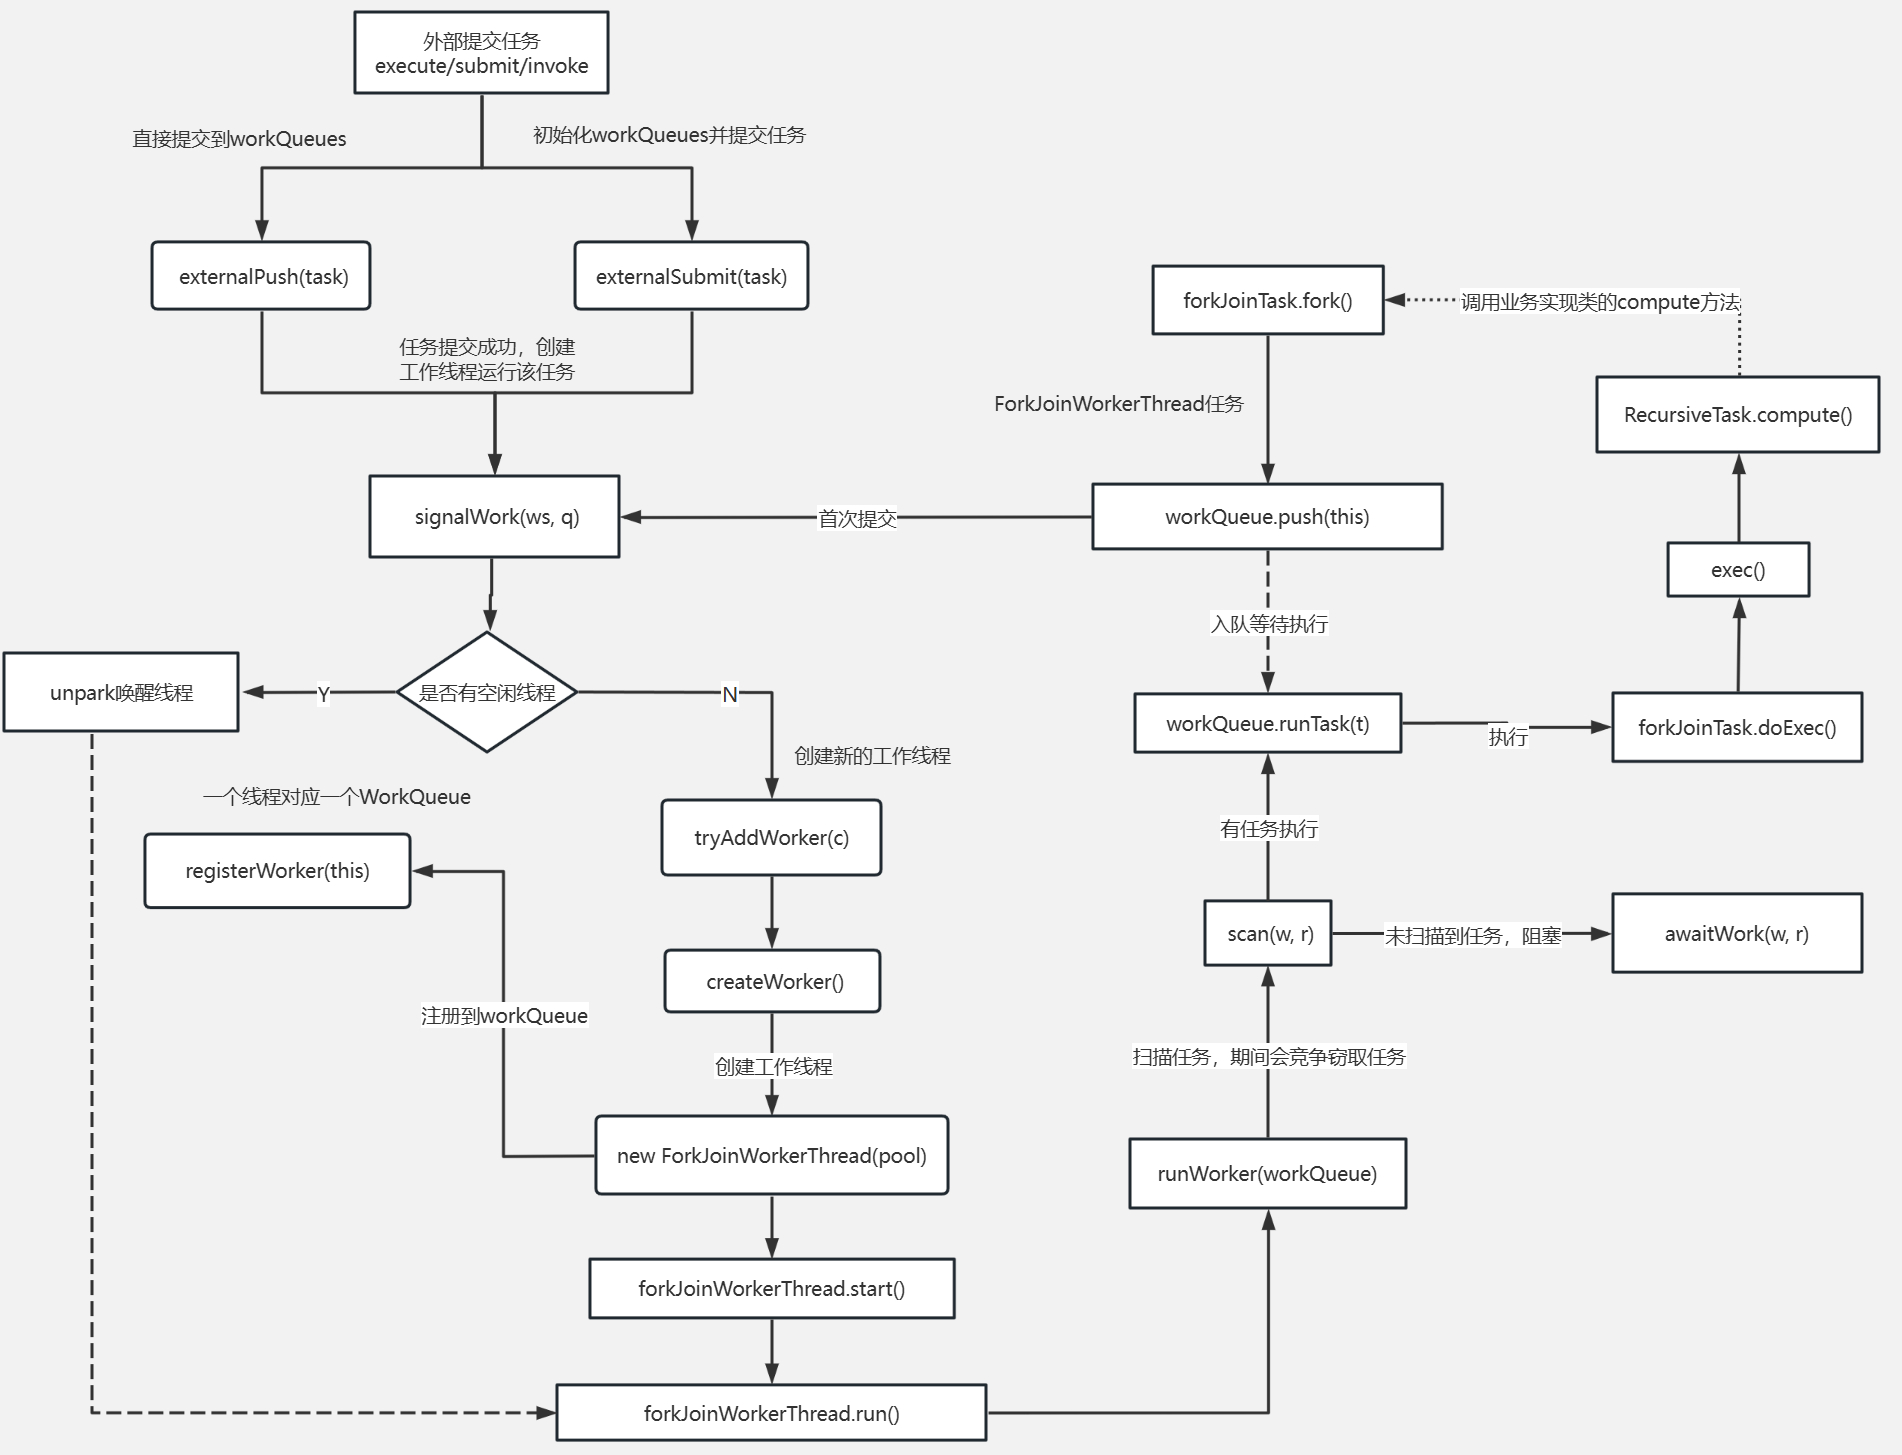 外部提交任务
execute/submit/invoke
直接提交到workQueues
初始化workQueues并提交任务
externalPush(task)
externalSubmit(task)
任务提交成功，创建
工作线程运行该任务
signalWork(ws, q)
首次提交
是否有空闲线程
Y
N
unpark唤醒线程
创建新的工作线程
一个线程对应一个WorkQueue
tryAddWorker(c)
registerWorker(this)
createWorker()
注册到workQueue
创建工作线程
new ForkJoinWorkerThread(pool)
forkJoinWorkerThread.start()
forkJoinWorkerThread.run()
forkJoinTask.fork()
调用业务实现类的compute方法
RecursiveTask.compute()
ForkJoinWorkerThread任务
workQueue.push(this)
exec()
入队等待执行
workQueue.runTask(t)
执行
forkJoinTask.doExec()
有任务执行
scan(w, r)
未扫描到任务，阻塞
awaitWork(w, r)
扫描任务，期间会竞争窃取任务
runWorker(workQueue)